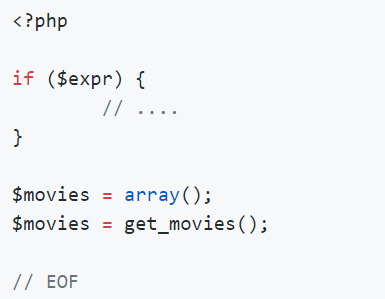 <?php
if ($expr) {
// ....
}
$movies = array();
$movies = get_movies();
// EOF